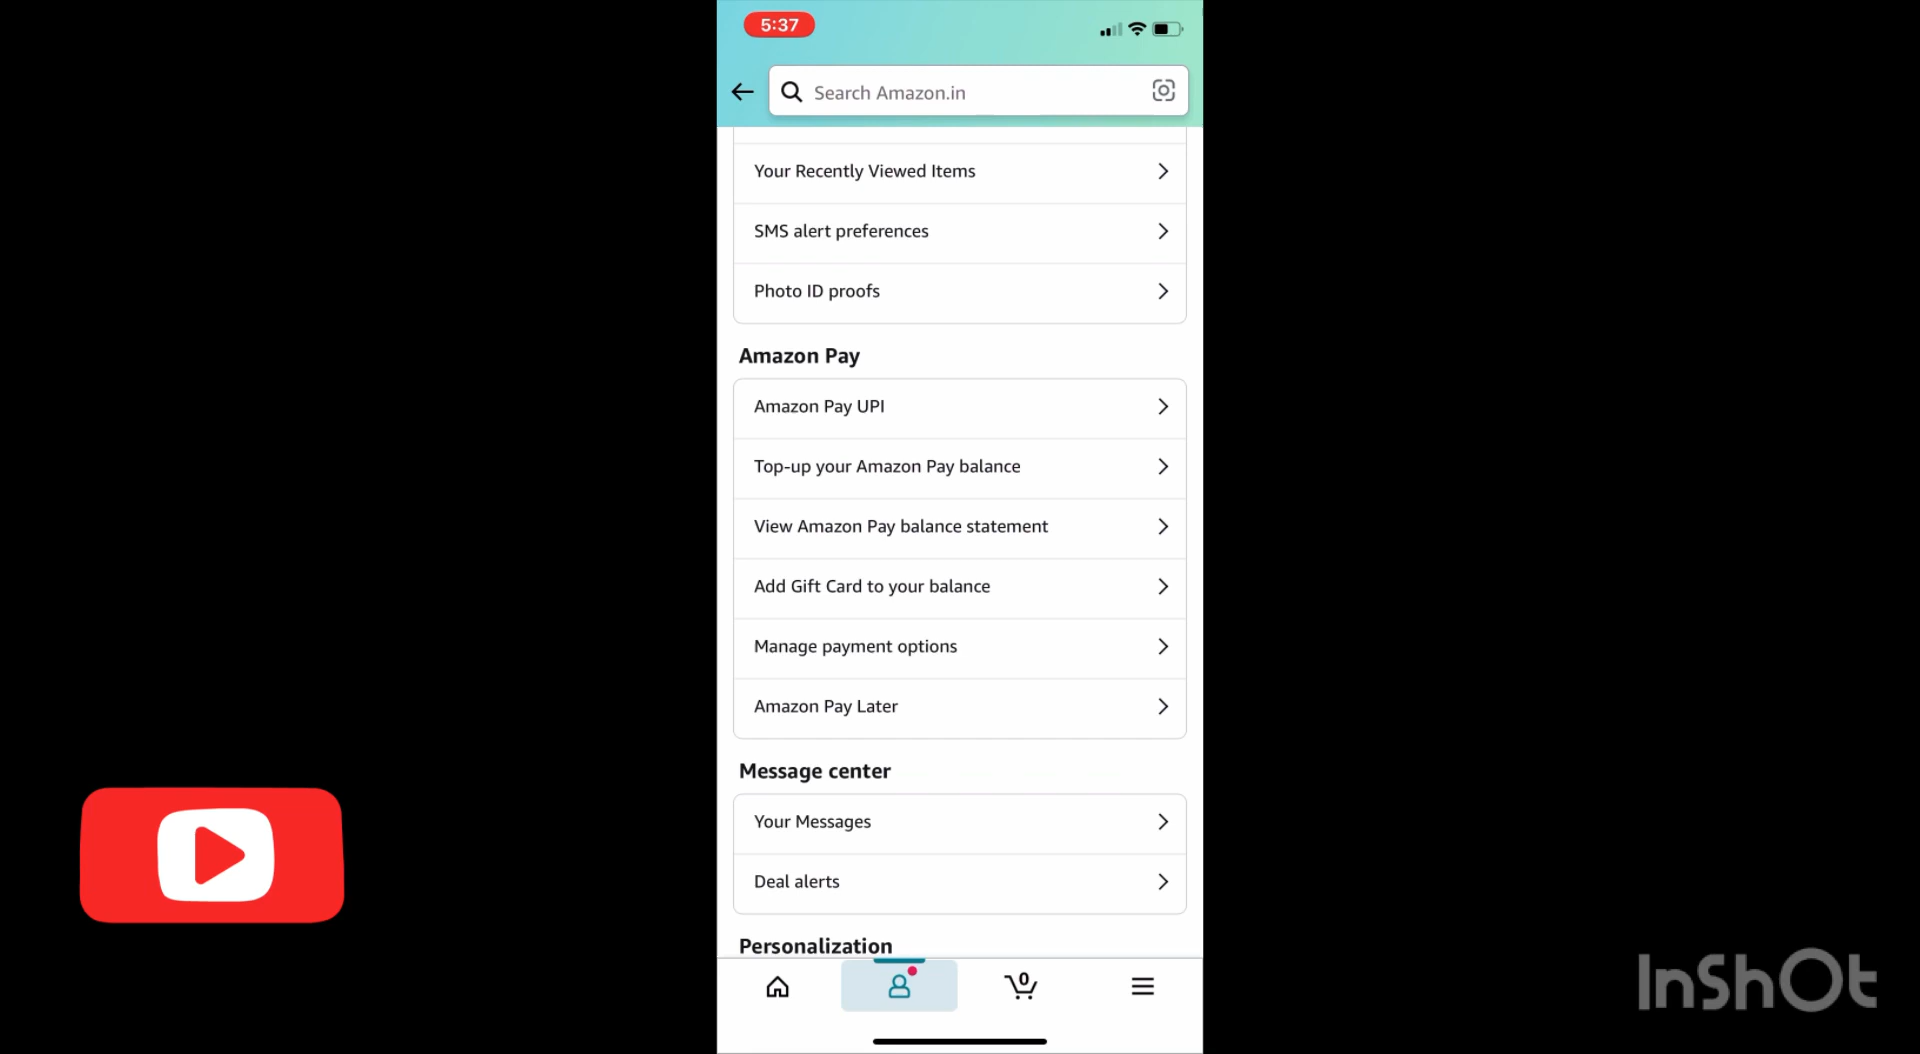 5:37
Search Amazon.in
Your Recently Viewed Items
SMS alert preferences
Photo ID proofs
Amazon Pay
Amazon Pay UPI
Top-up your Amazon Pay balance
View Amazon Pay balance statement
Add Gift Card to your balance
Manage payment options
Amazon Pay Later
Message center
Your Messages
Deal alerts
Personalization
0
InShOt